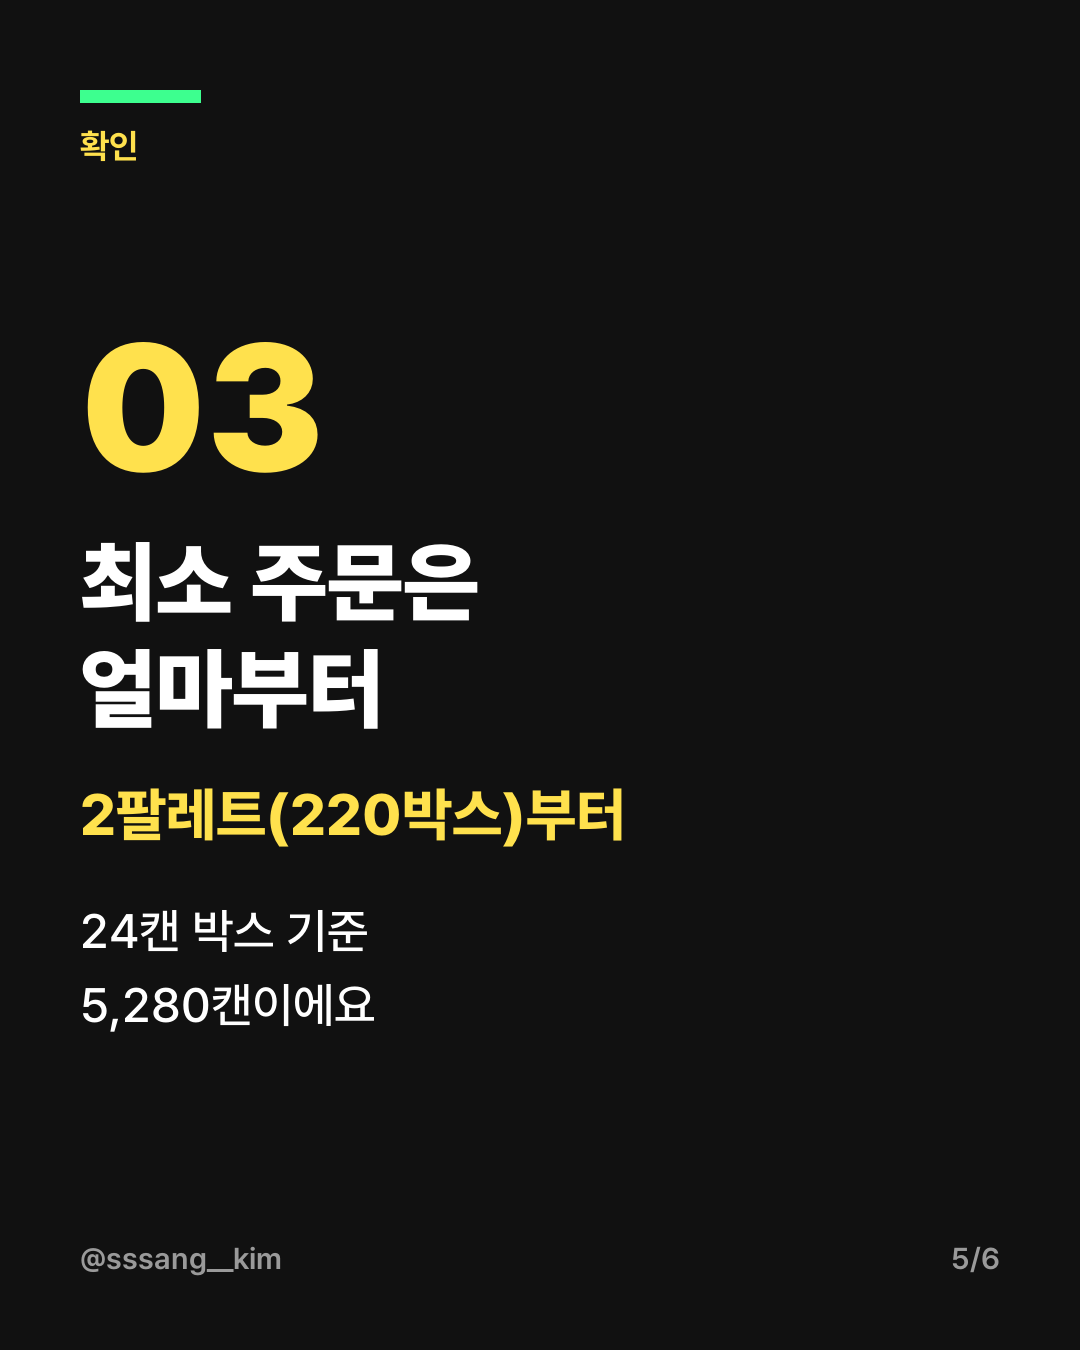 확인
03
최소 주문은
얼마부터
2팔레트(220박스)부터
24캔 박스 기준
5,280캔이에요
@sssang__kim
5/6